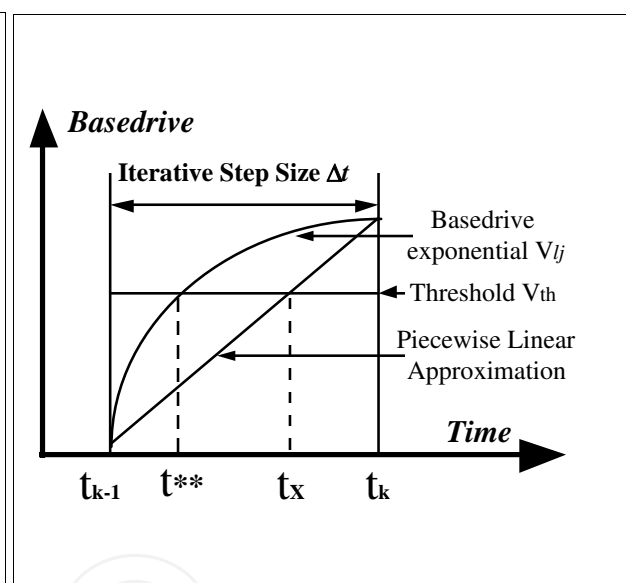 Basedrive
Iterative Step Size Δt
Basedrive
exponential Vlj
Threshold Vth
Piecewise Linear
Approximation
Time
tk-1 t** tX tk